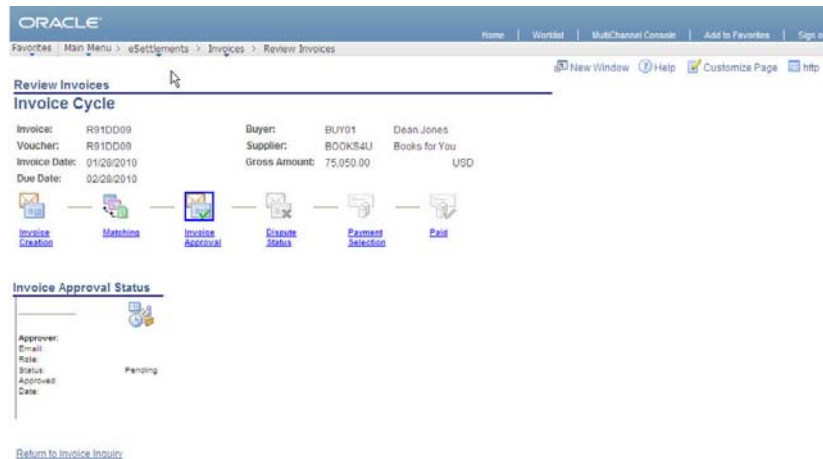 ORACLE
Home | Worklist | MultiChannel Console | Add to Favorites | Sign o
Favorites | Main Menu > eSettlements > Invoices > Review Invoices
New Window Help Customize Page http
Review Invoices
Invoice Cycle
Invoice: R91DD09 Buyer: BUY01 Dean Jones
Voucher: R91DD09 Supplier: BOOKS4U Books for You
Invoice Date: 01/28/2010 Gross Amount: 75,050.00 USD
Due Date: 02/28/2010
Invoice Creation Matching Invoice Approval Dispute Status Payment Selection Paid
Invoice Approval Status
Approver:
Email:
Role:
Status: Pending
Approved
Date:
Return to Invoice Inquiry